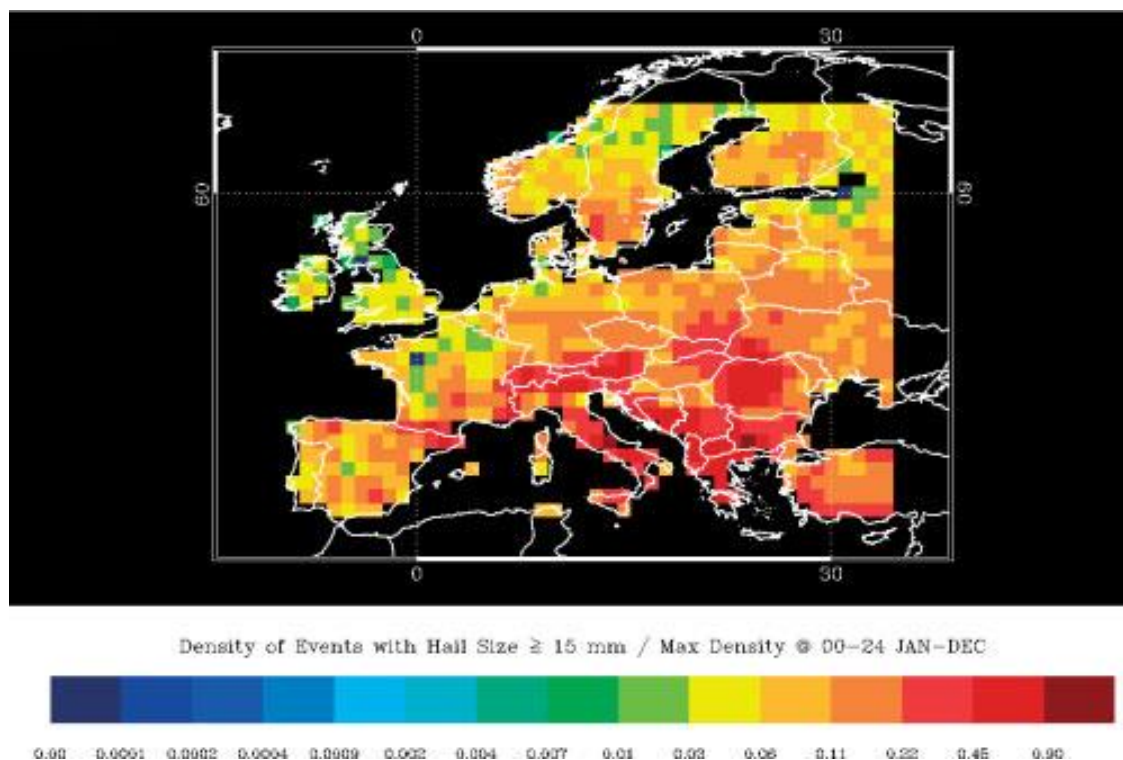 0 30
60 60
0 30
Density of Events with Hail Size ≥ 15 mm / Max Density @ 00-24 JAN-DEC
0.00 0.0001 0.0002 0.0004 0.0009 0.002 0.004 0.007 0.01 0.03 0.06 0.11 0.22 0.45 0.90